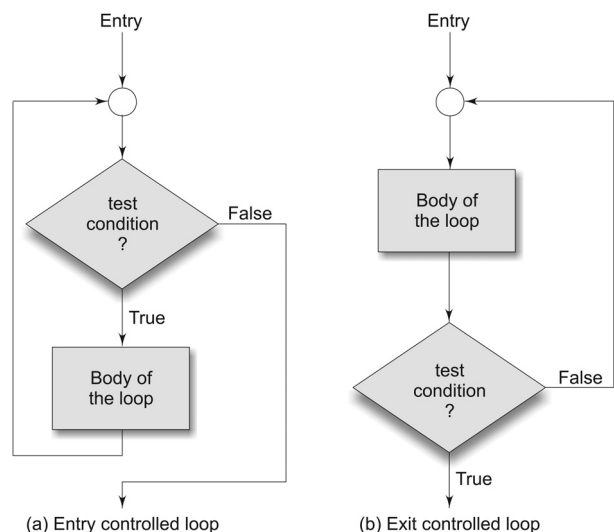 Entry
test
condition
?
False
True
Body of
the loop
(a) Entry controlled loop
Entry
Body of
the loop
test
condition
?
False
True
(b) Exit controlled loop